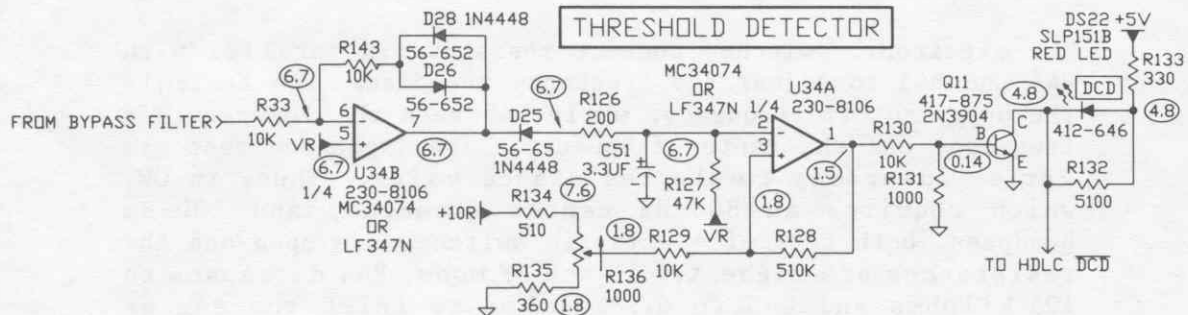 THRESHOLD DETECTOR
D28 1N4448
56-652
D26
56-652
R143
10K
6.7
R33
10K
FROM BYPASS FILTER
VR
6.7
6
5
7
6.7
U34B
1/4 230-8106
MC34074
OR
LF347N
D25
56-65
1N4448
6.7
R126
200
C51
3.3UF
6.7
R127
47K
VR
+10R
R134
510
7.6
1.8
R135
360
1.8
R136
1000
R129
10K
R128
510K
MC34074
OR
LF347N
U34A
1/4 230-8106
2
3
1
1.8
1.5
R130
10K
R131
1000
0.14
Q11
417-875
2N3904
B
C
E
4.8
DS22 +5V
SLP151B
RED LED
DCD
412-646
R133
330
4.8
R132
5100
TO HDLC DCD